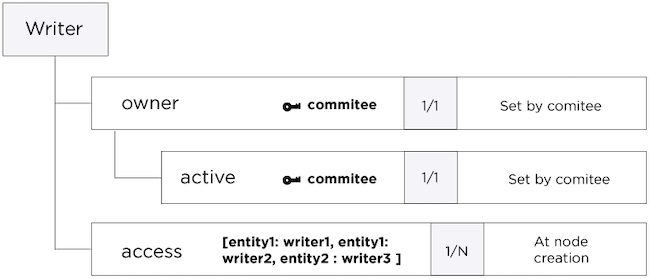 Writer
owner commitee 1/1 Set by comitee
active commitee 1/1 Set by comitee
access [entity1: writer1, entity1: 1/N At node
writer2, entity2 : writer3 ] creation